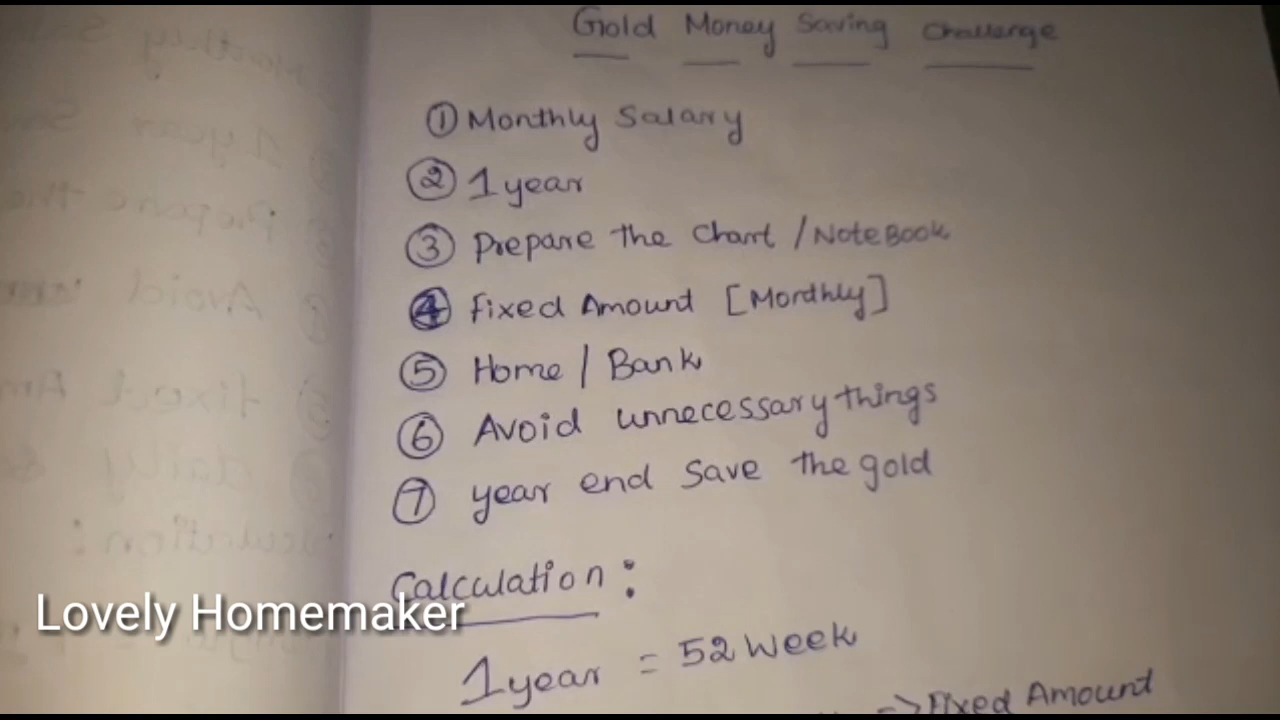 Gold Money Saving Challenge
① Monthly Salary
② 1 year
③ Prepare the Chart / NoteBook
④ Fixed Amount [Monthly]
⑤ Home / Bank
⑥ Avoid unnecessary things
⑦ year end save the gold
Calculation :
Lovely Homemaker
1 year = 52 Week
-> Fixed Amount